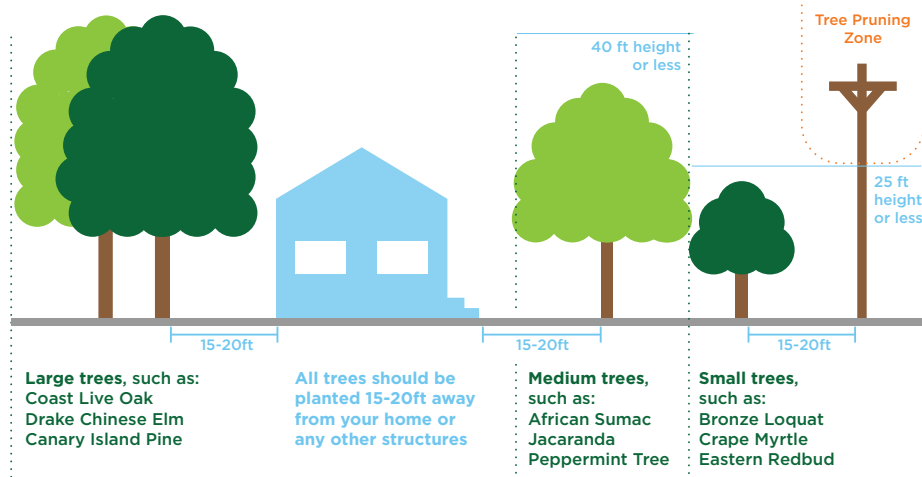 Tree Pruning
Zone
40 ft height
or less
25 ft
height
or less
15-20ft
15-20ft
15-20ft
Large trees, such as:
Coast Live Oak
Drake Chinese Elm
Canary Island Pine
All trees should be
planted 15-20ft away
from your home or
any other structures
Medium trees,
such as:
African Sumac
Jacaranda
Peppermint Tree
Small trees,
such as:
Bronze Loquat
Crape Myrtle
Eastern Redbud